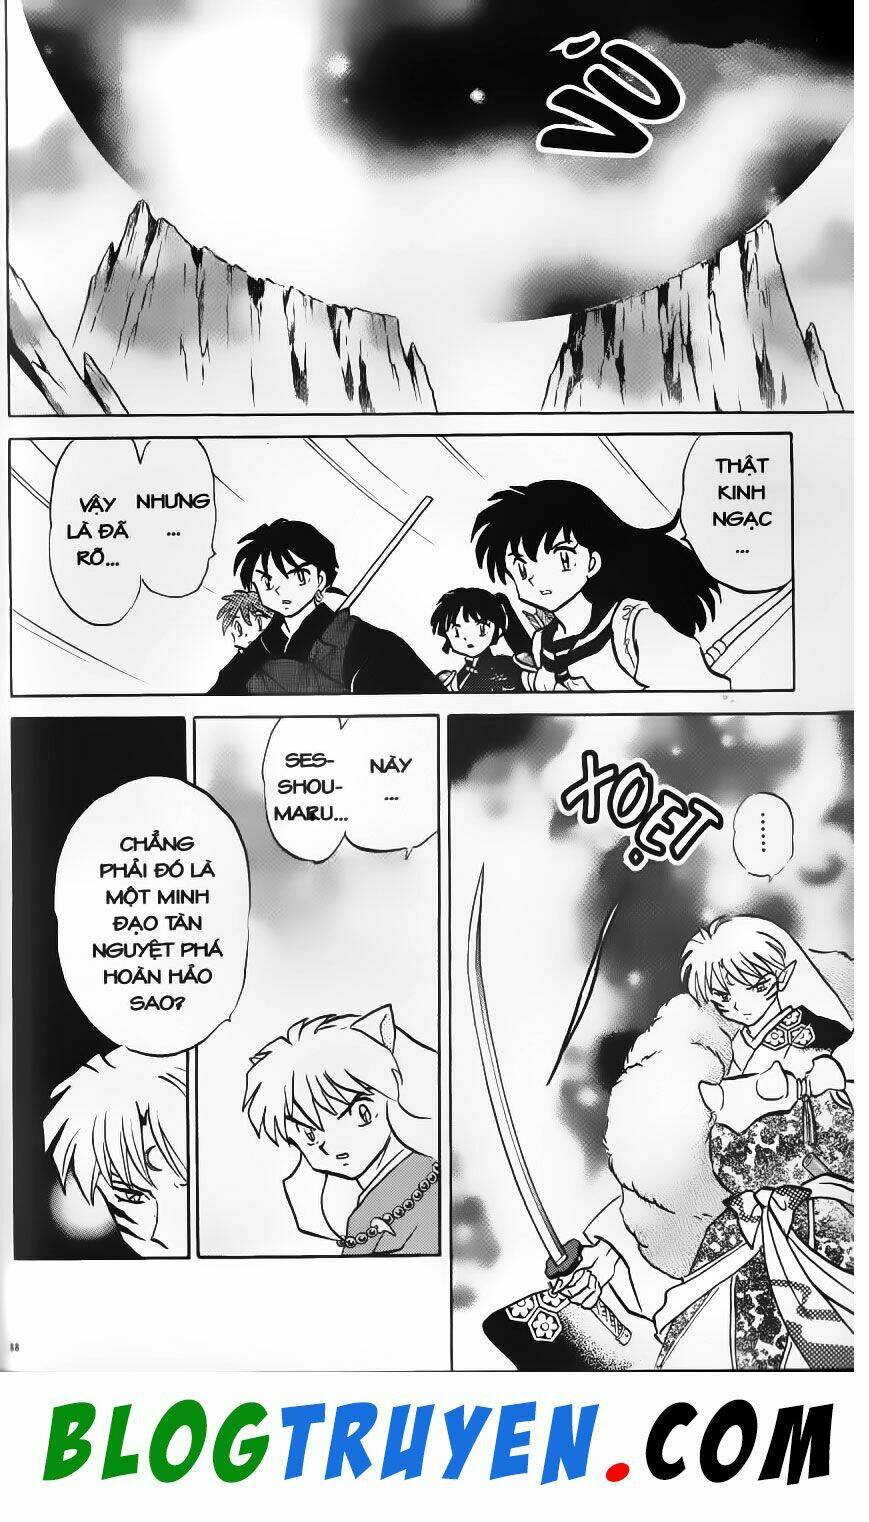 VÙ
THẬT
KINH
NGẠC
...
NHƯNG
...
VẬY
LÀ ĐÃ
RÕ...
......
XOẸT
NÀY
...
SES-
SHOU-
MARU...
CHẲNG
PHẢI ĐÓ LÀ
MỘT MINH
ĐẠO TÀN
NGUYỆT PHÁ
HOÀN HẢO
SAO?
88
BLOGTRUYEN.COM